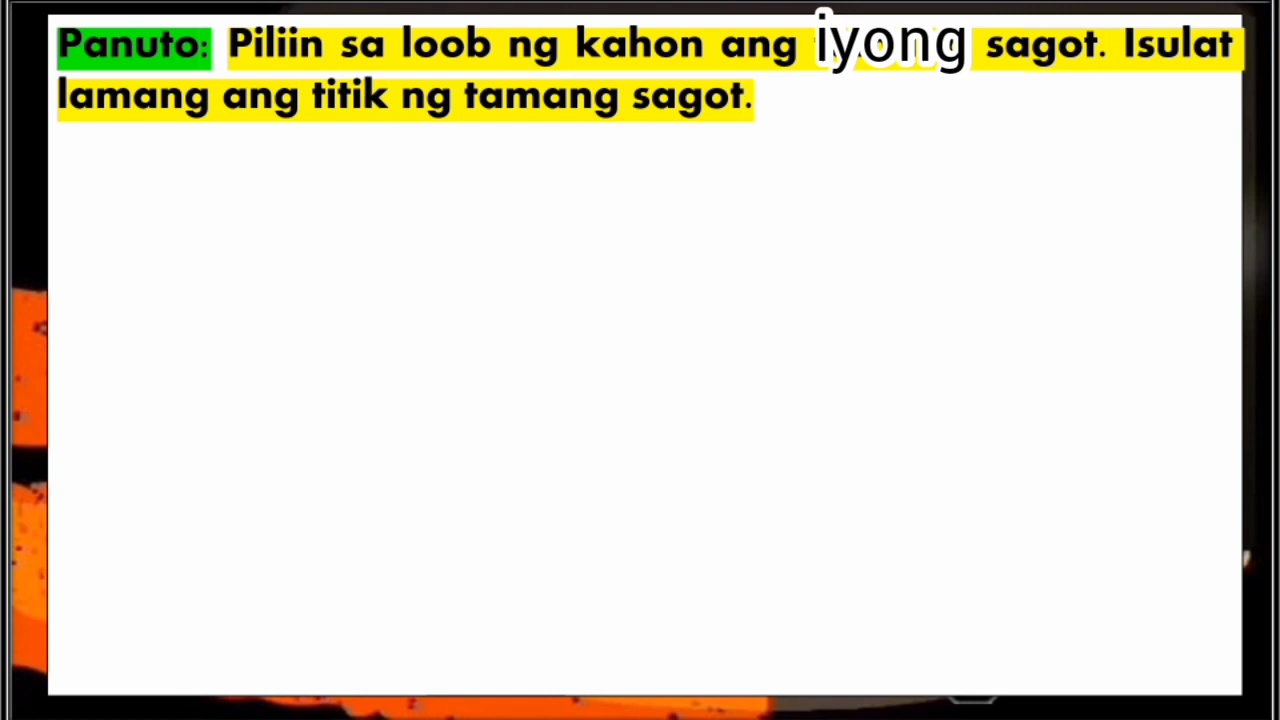 Panuto: Piliin sa loob ng kahon ang iyong sagot. Isulat
lamang ang titik ng tamang sagot.